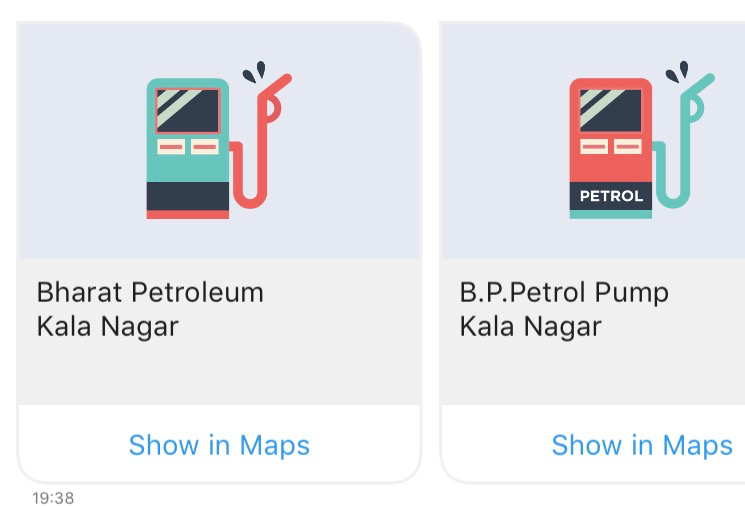 Bharat Petroleum
Kala Nagar
Show in Maps
PETROL
B.P.Petrol Pump
Kala Nagar
Show in Maps
19:38